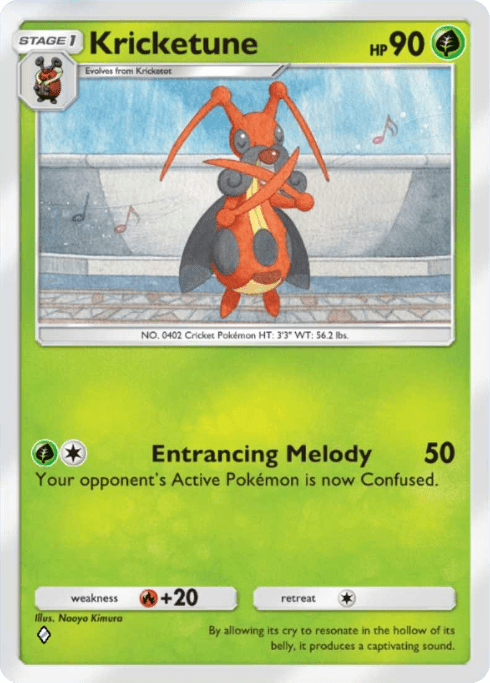 STAGE 1 Kricketune HP 90
Evolves from Kricketot
NO. 0402 Cricket Pokémon HT: 3'3" WT: 56.2 lbs.
Entrancing Melody 50
Your opponent's Active Pokémon is now Confused.
weakness +20 retreat
Illus. Naoyo Kimura
By allowing its cry to resonate in the hollow of its
belly, it produces a captivating sound.